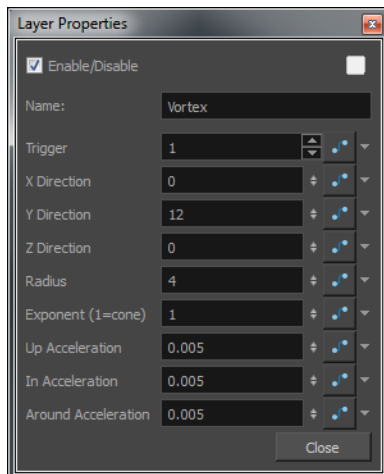 Layer Properties
Enable/Disable
Name: Vortex
Trigger 1
X Direction 0
Y Direction 12
Z Direction 0
Radius 4
Exponent (1=cone) 1
Up Acceleration 0.005
In Acceleration 0.005
Around Acceleration 0.005
Close